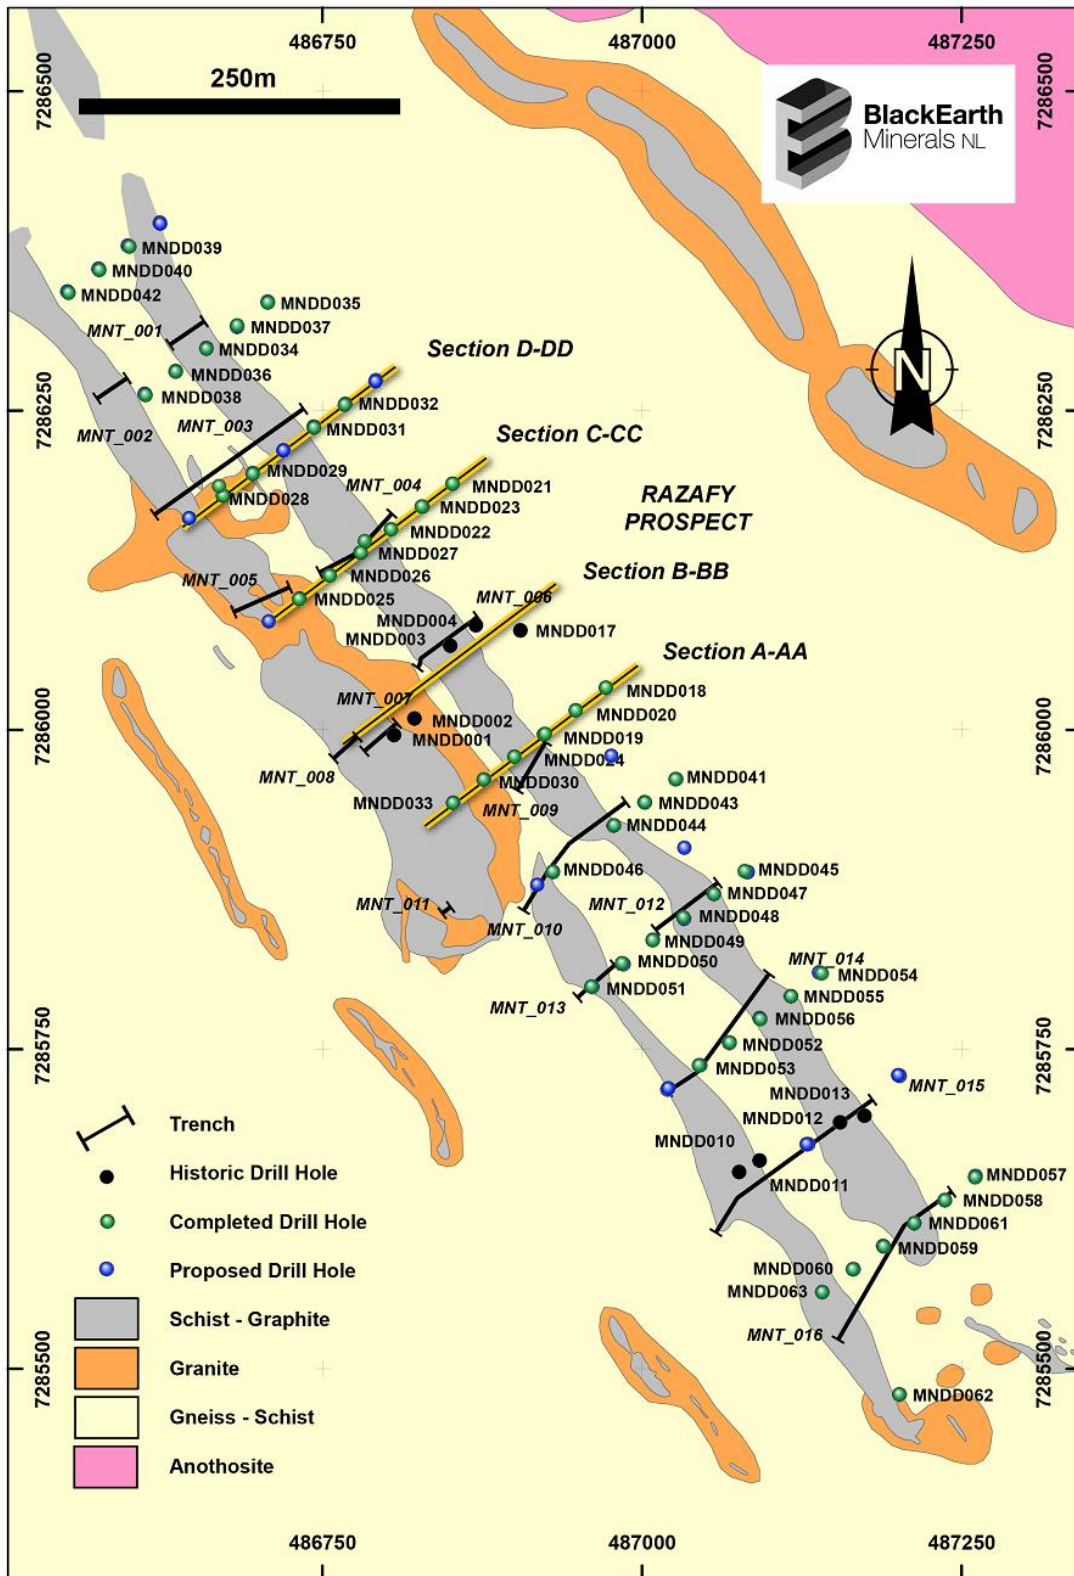 486750
487000
487250
7286500
7286500
250m
BlackEarth
Minerals NL
MNDD039
MNDD040
MNDD042
MNDD035
MNT_001
MNDD037
MNDD034
N
Section D-DD
MNDD036
MNDD038
MNDD032
7286250
7286250
MNT_002
MNT_003
MNDD031
Section C-CC
MNDD029
MNT_004
MNDD021
MNDD028
MNDD023
RAZAFY
PROSPECT
MNDD022
MNDD027
MNT_005
MNDD026
Section B-BB
MNDD025
MNT_006
MNDD004
MNDD017
MNDD003
Section A-AA
MNT_007
MNDD018
MNDD002
MNDD020
7286000
7286000
MNDD001
MNDD019
MNT_008
MNDD024
MNDD030
MNDD041
MNDD033
MNT_009
MNDD043
MNDD044
MNDD046
MNDD045
MNT_011
MNT_012
MNDD047
MNT_010
MNDD048
MNDD049
MNDD050
MNT_014
MNDD054
MNDD051
MNT_013
MNDD055
MNDD056
MNDD052
7285750
7285750
MNDD053
MNT_015
MNDD013
MNDD012
MNDD010
MNDD011
MNDD057
MNDD058
MNDD061
MNDD059
MNDD060
MNDD063
MNT_016
7285500
7285500
MNDD062
Trench
Historic Drill Hole
Completed Drill Hole
Proposed Drill Hole
Schist - Graphite
Granite
Gneiss - Schist
Anothosite
486750
487000
487250